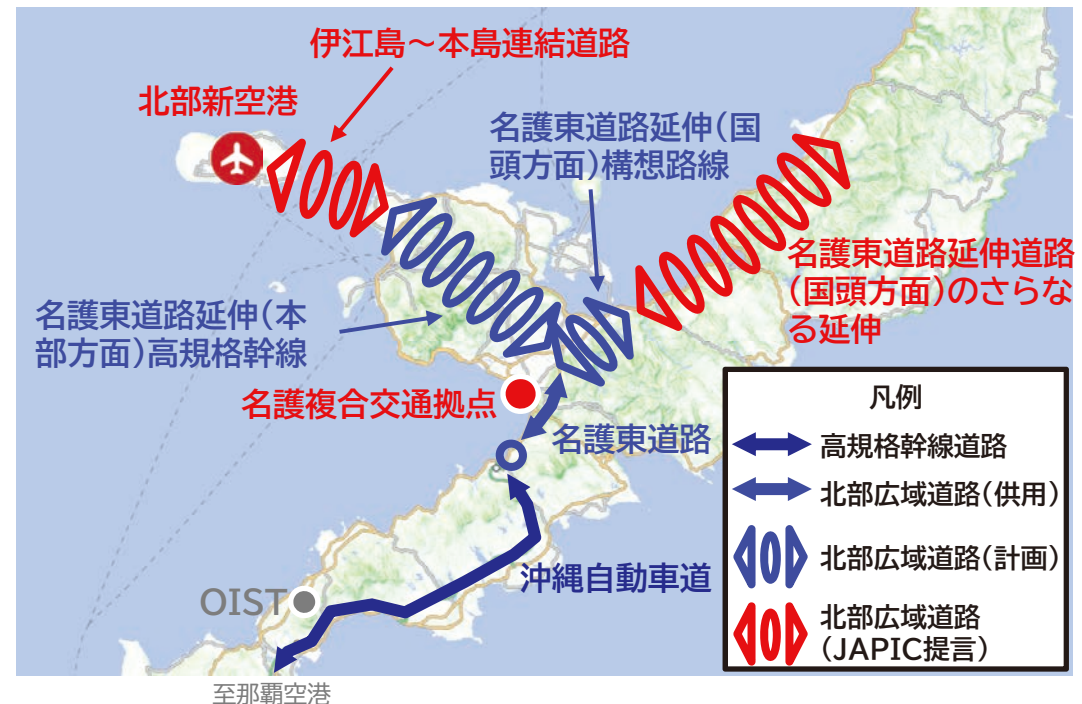 伊江島～本島連結道路
北部新空港
名護東道路延伸（国
頭方面）構想路線
名護東道路延伸道路
（国頭方面）のさらな
る延伸
名護東道路延伸（本
部方面）高規格幹線
名護複合交通拠点
名護東道路
沖縄自動車道
OIST
至那覇空港
凡例
高規格幹線道路
北部広域道路（供用）
北部広域道路（計画）
北部広域道路
（JAPIC提言）